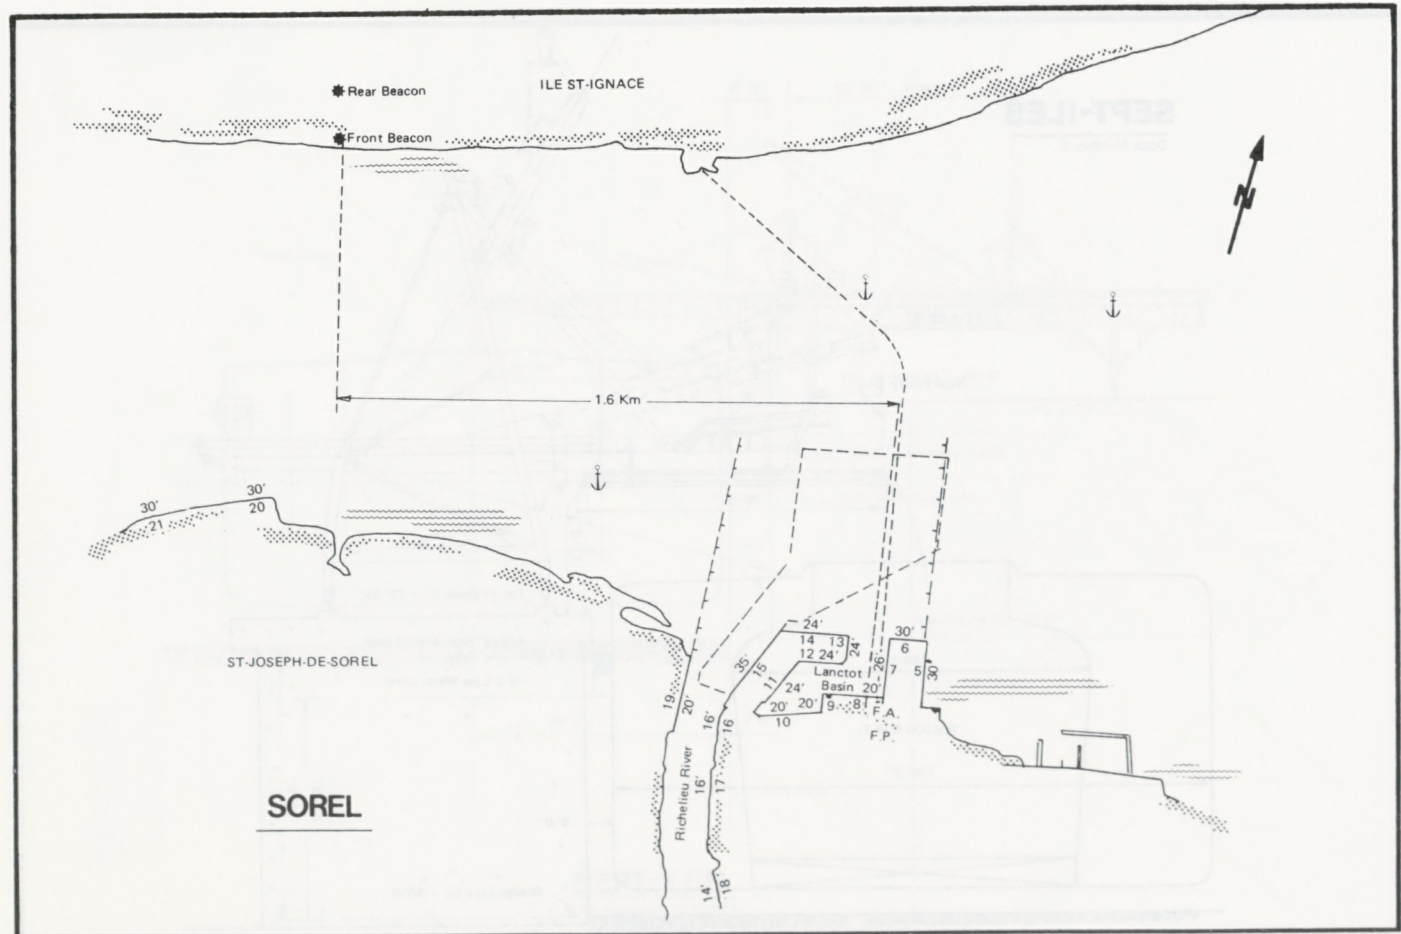 ILE ST-IGNACE
Rear Beacon
Front Beacon
N
1.6 Km
30'
30'
21
20
ST-JOSEPH-DE-SOREL
24'
14 13
12 24'
24'
35'
15
11
24'
20' 20'
10
9
8
Lanctot
Basin
20'
26'
7
30'
6
5
30'
F.A.
F.P.
19
20'
16'
16
16'
17
Richelieu River
14'
18
SOREL
SEPT-ILES